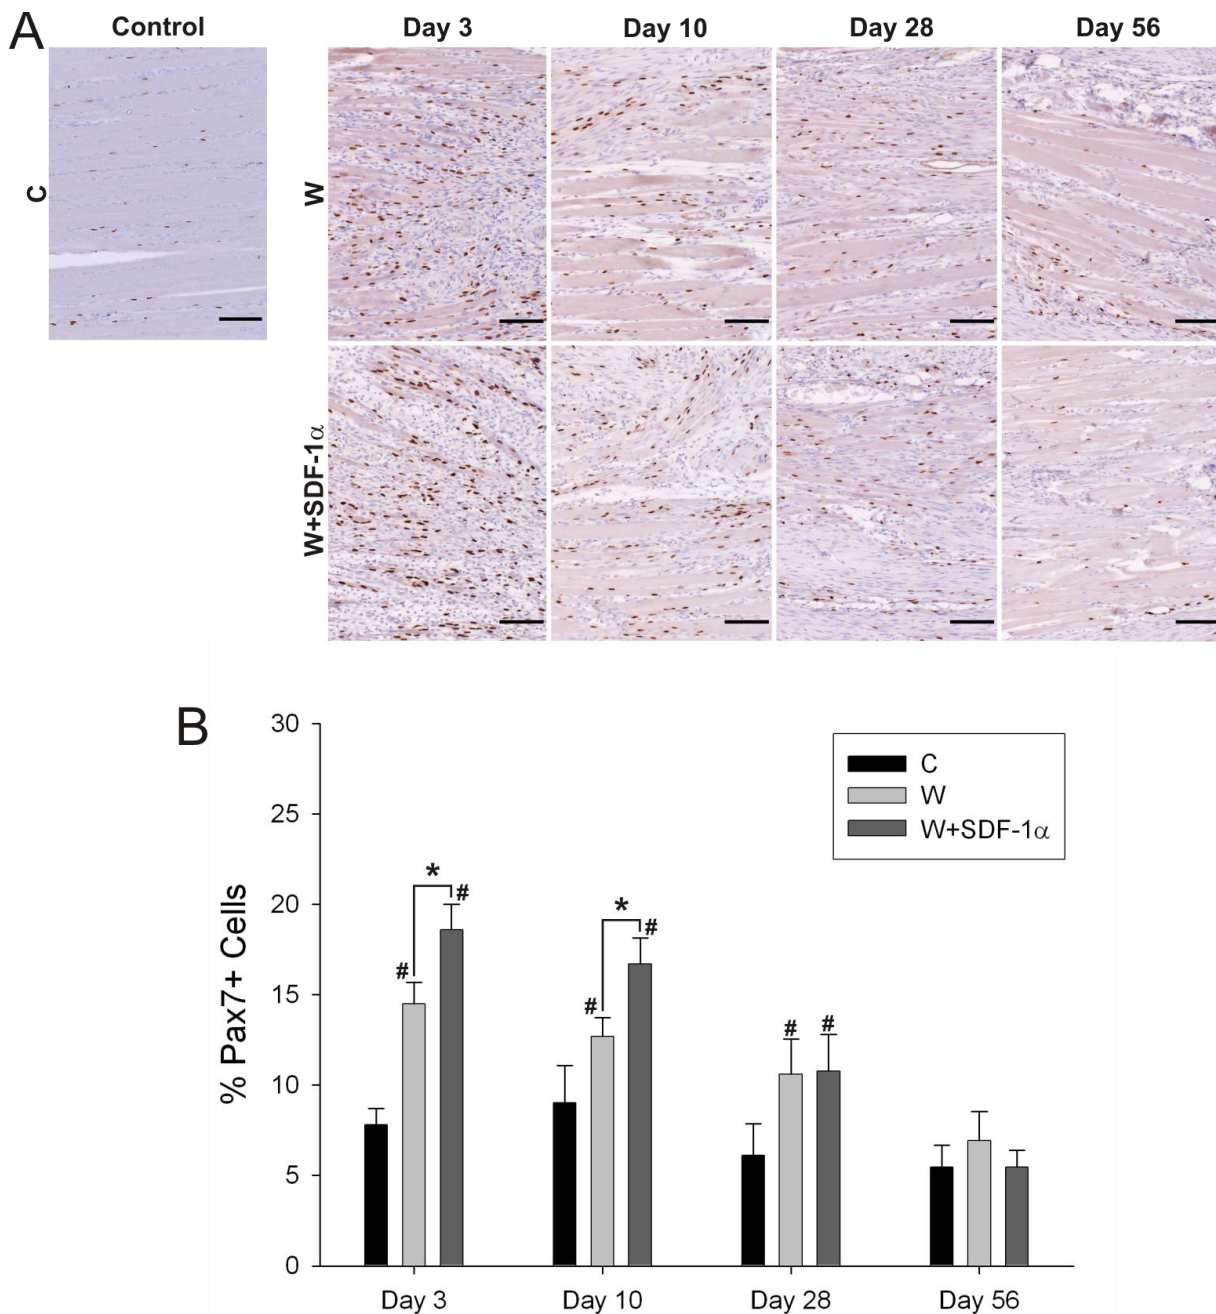 A
Control
Day 3
Day 10
Day 28
Day 56
C
W
W+SDF-1α
B
% Pax7+ Cells
30
25
20
15
10
5
0
C
W
W+SDF-1α
#
*
#
#
*
#
#
#
Day 3
Day 10
Day 28
Day 56